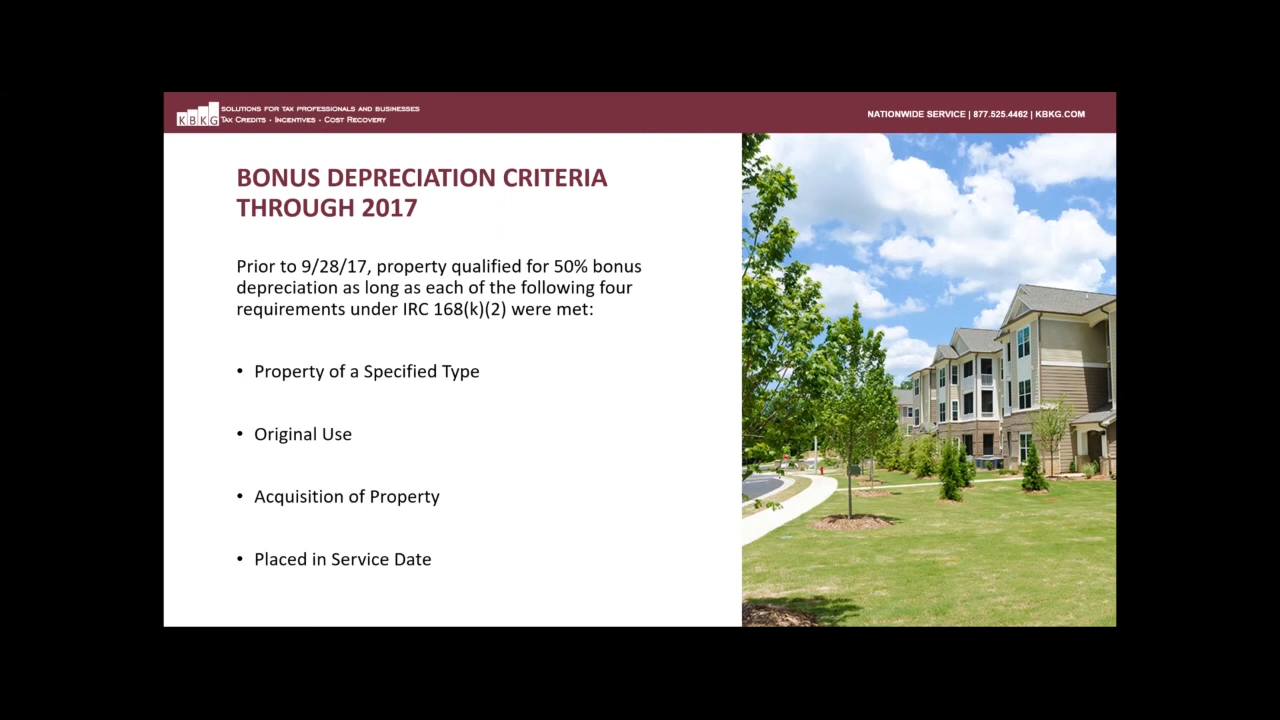 KBKG
SOLUTIONS FOR TAX PROFESSIONALS AND BUSINESSES
TAX CREDITS • INCENTIVES • COST RECOVERY
NATIONWIDE SERVICE | 877.525.4462 | KBKG.COM
BONUS DEPRECIATION CRITERIA
THROUGH 2017
Prior to 9/28/17, property qualified for 50% bonus
depreciation as long as each of the following four
requirements under IRC 168(k)(2) were met:
• Property of a Specified Type
• Original Use
• Acquisition of Property
• Placed in Service Date